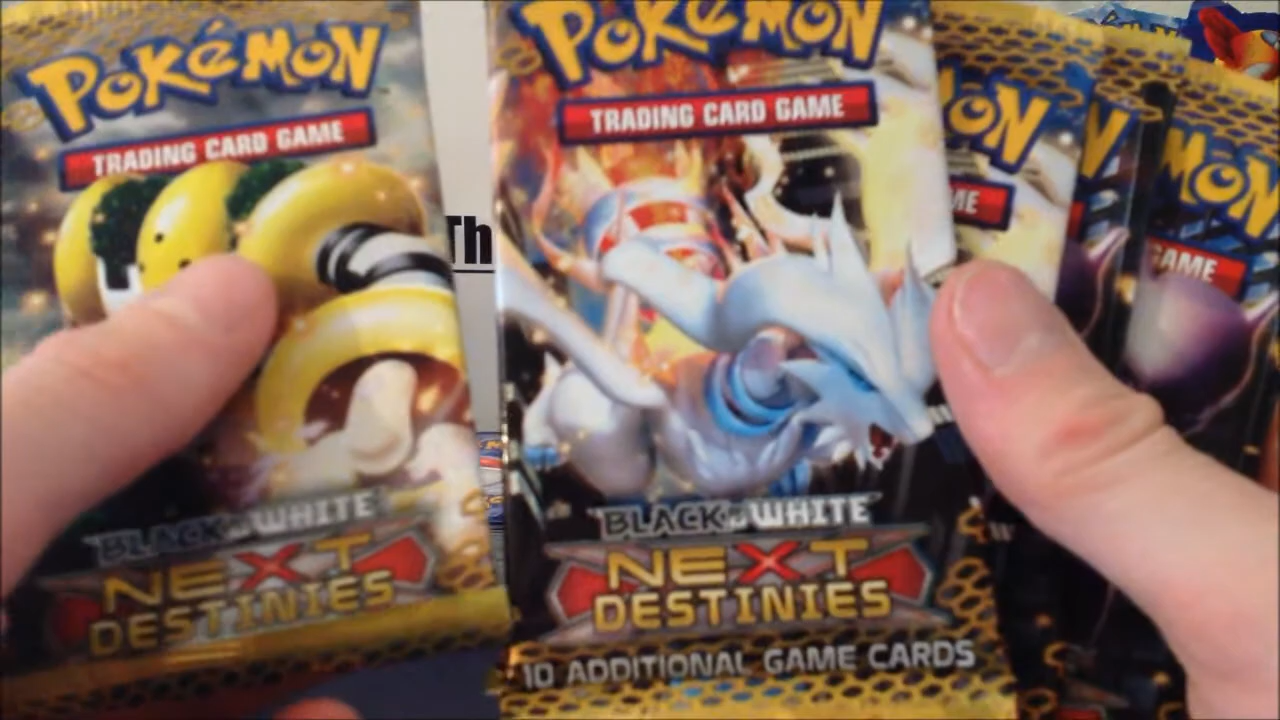 POKéMON
TRADING CARD GAME
BLACK & WHITE
NEXT
DESTINIES
Th
POKéMON
TRADING CARD GAME
BLACK & WHITE
NEXT
DESTINIES
10 ADDITIONAL GAME CARDS
MON
ME
N
MON
GAME